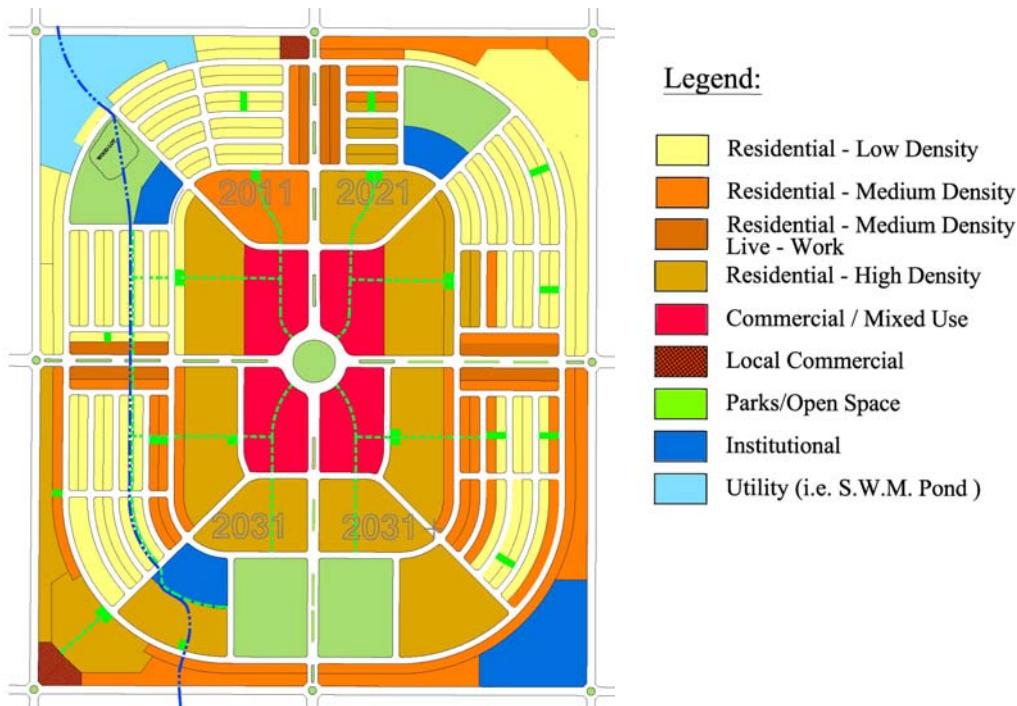 Legend:
Residential - Low Density
Residential - Medium Density
Residential - Medium Density
Live - Work
Residential - High Density
Commercial / Mixed Use
Local Commercial
Parks/Open Space
Institutional
Utility (i.e. S.W.M. Pond )
WOODLOT
2011
2021
2031
2031+